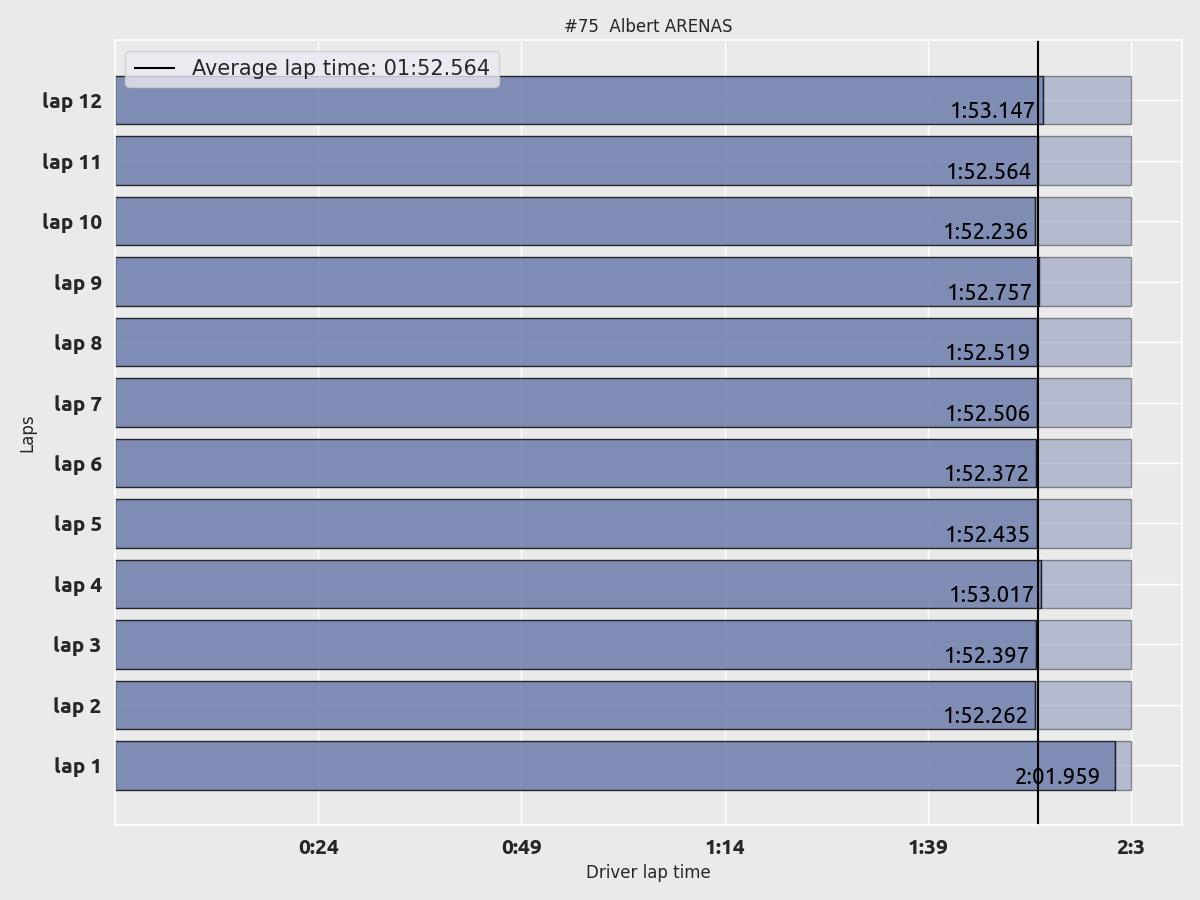 #75  Albert ARENAS
Average lap time: 01:52.564
lap 12
1:53.147
lap 11
1:52.564
lap 10
1:52.236
lap 9
1:52.757
lap 8
1:52.519
lap 7
1:52.506
lap 6
1:52.372
lap 5
1:52.435
lap 4
1:53.017
lap 3
1:52.397
lap 2
1:52.262
lap 1
2:01.959
Laps
0:24 0:49 1:14 1:39 2:3
Driver lap time